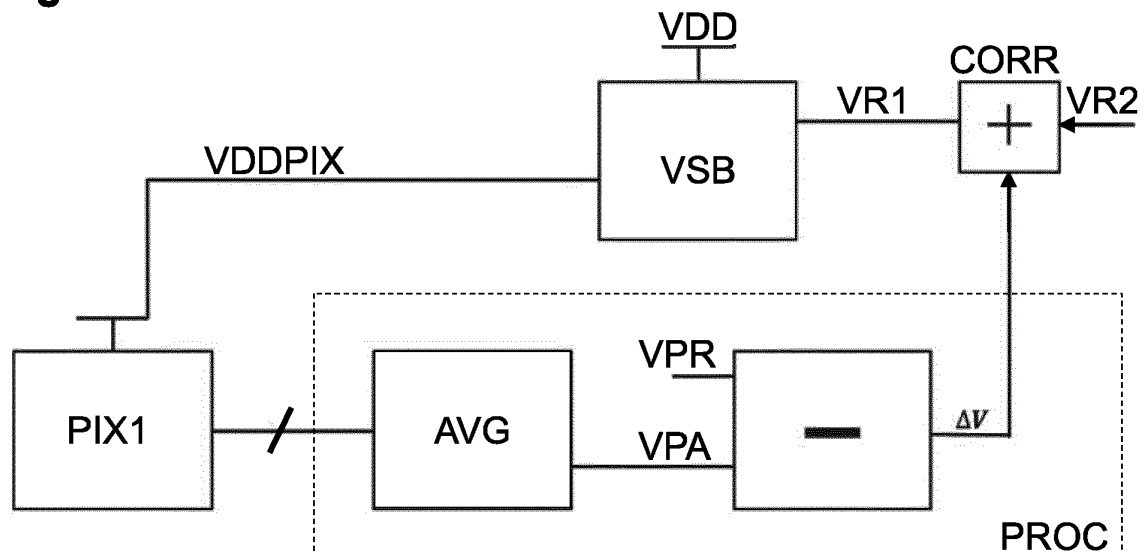 VDD
CORR
VR1
VR2
+
VDDPIX
VSB
VPR
PIX1
AVG
VPA
ΔV
PROC